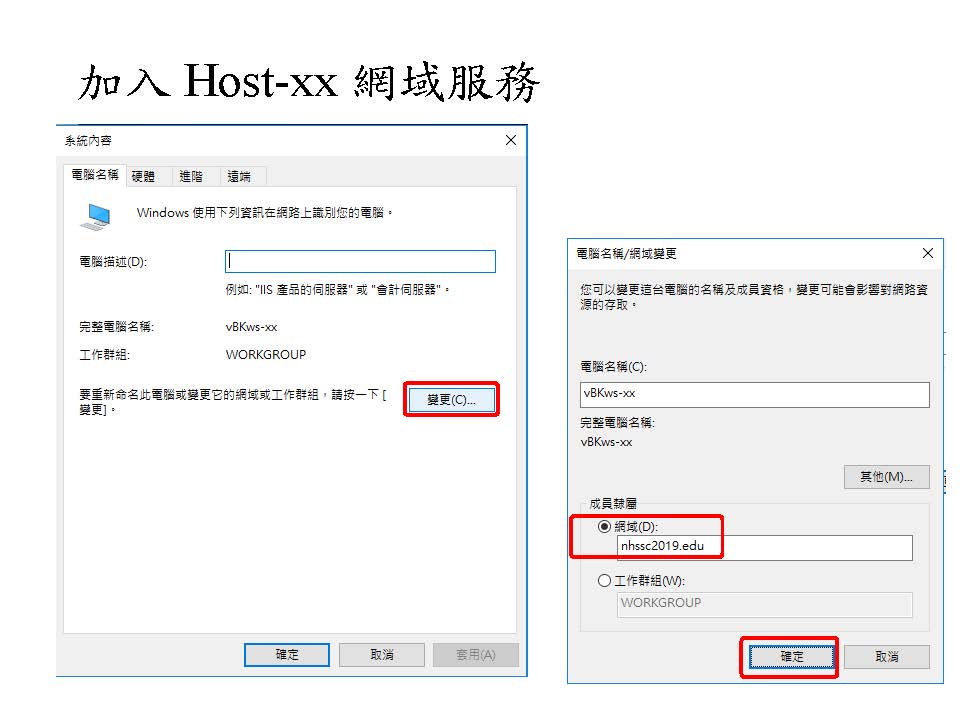 加入 Host-xx 網域服務
系統內容
電腦名稱 硬體 進階 遠端
Windows 使用下列資訊在網路上識別您的電腦。
電腦描述(D):
例如: "IIS 產品的伺服器" 或 "會計伺服器"。
完整電腦名稱: vBKws-xx
工作群組: WORKGROUP
要重新命名此電腦或變更它的網域或工作群組，請按一下 [
變更]。
變更(C)...
確定 取消 套用(A)
電腦名稱/網域變更
您可以變更這台電腦的名稱及成員資格，變更可能會影響對網路資
源的存取。
電腦名稱(C):
vBKws-xx
完整電腦名稱:
vBKws-xx
其他(M)...
成員隸屬
網域(D):
nhssc2019.edu
工作群組(W):
WORKGROUP
確定 取消